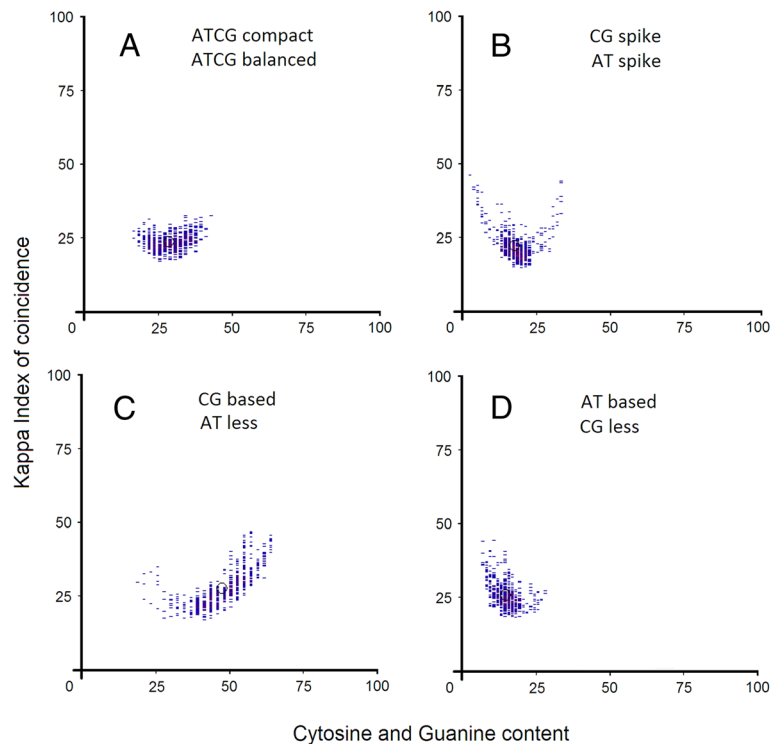 A
ATCG compact
ATCG balanced
100
75
50
25
0
25
50
75
100
B
CG spike
AT spike
100
75
50
25
0
25
50
75
100
C
CG based
AT less
100
75
50
25
0
25
50
75
100
D
AT based
CG less
100
75
50
25
0
25
50
75
100
Kappa Index of coincidence
Cytosine and Guanine content